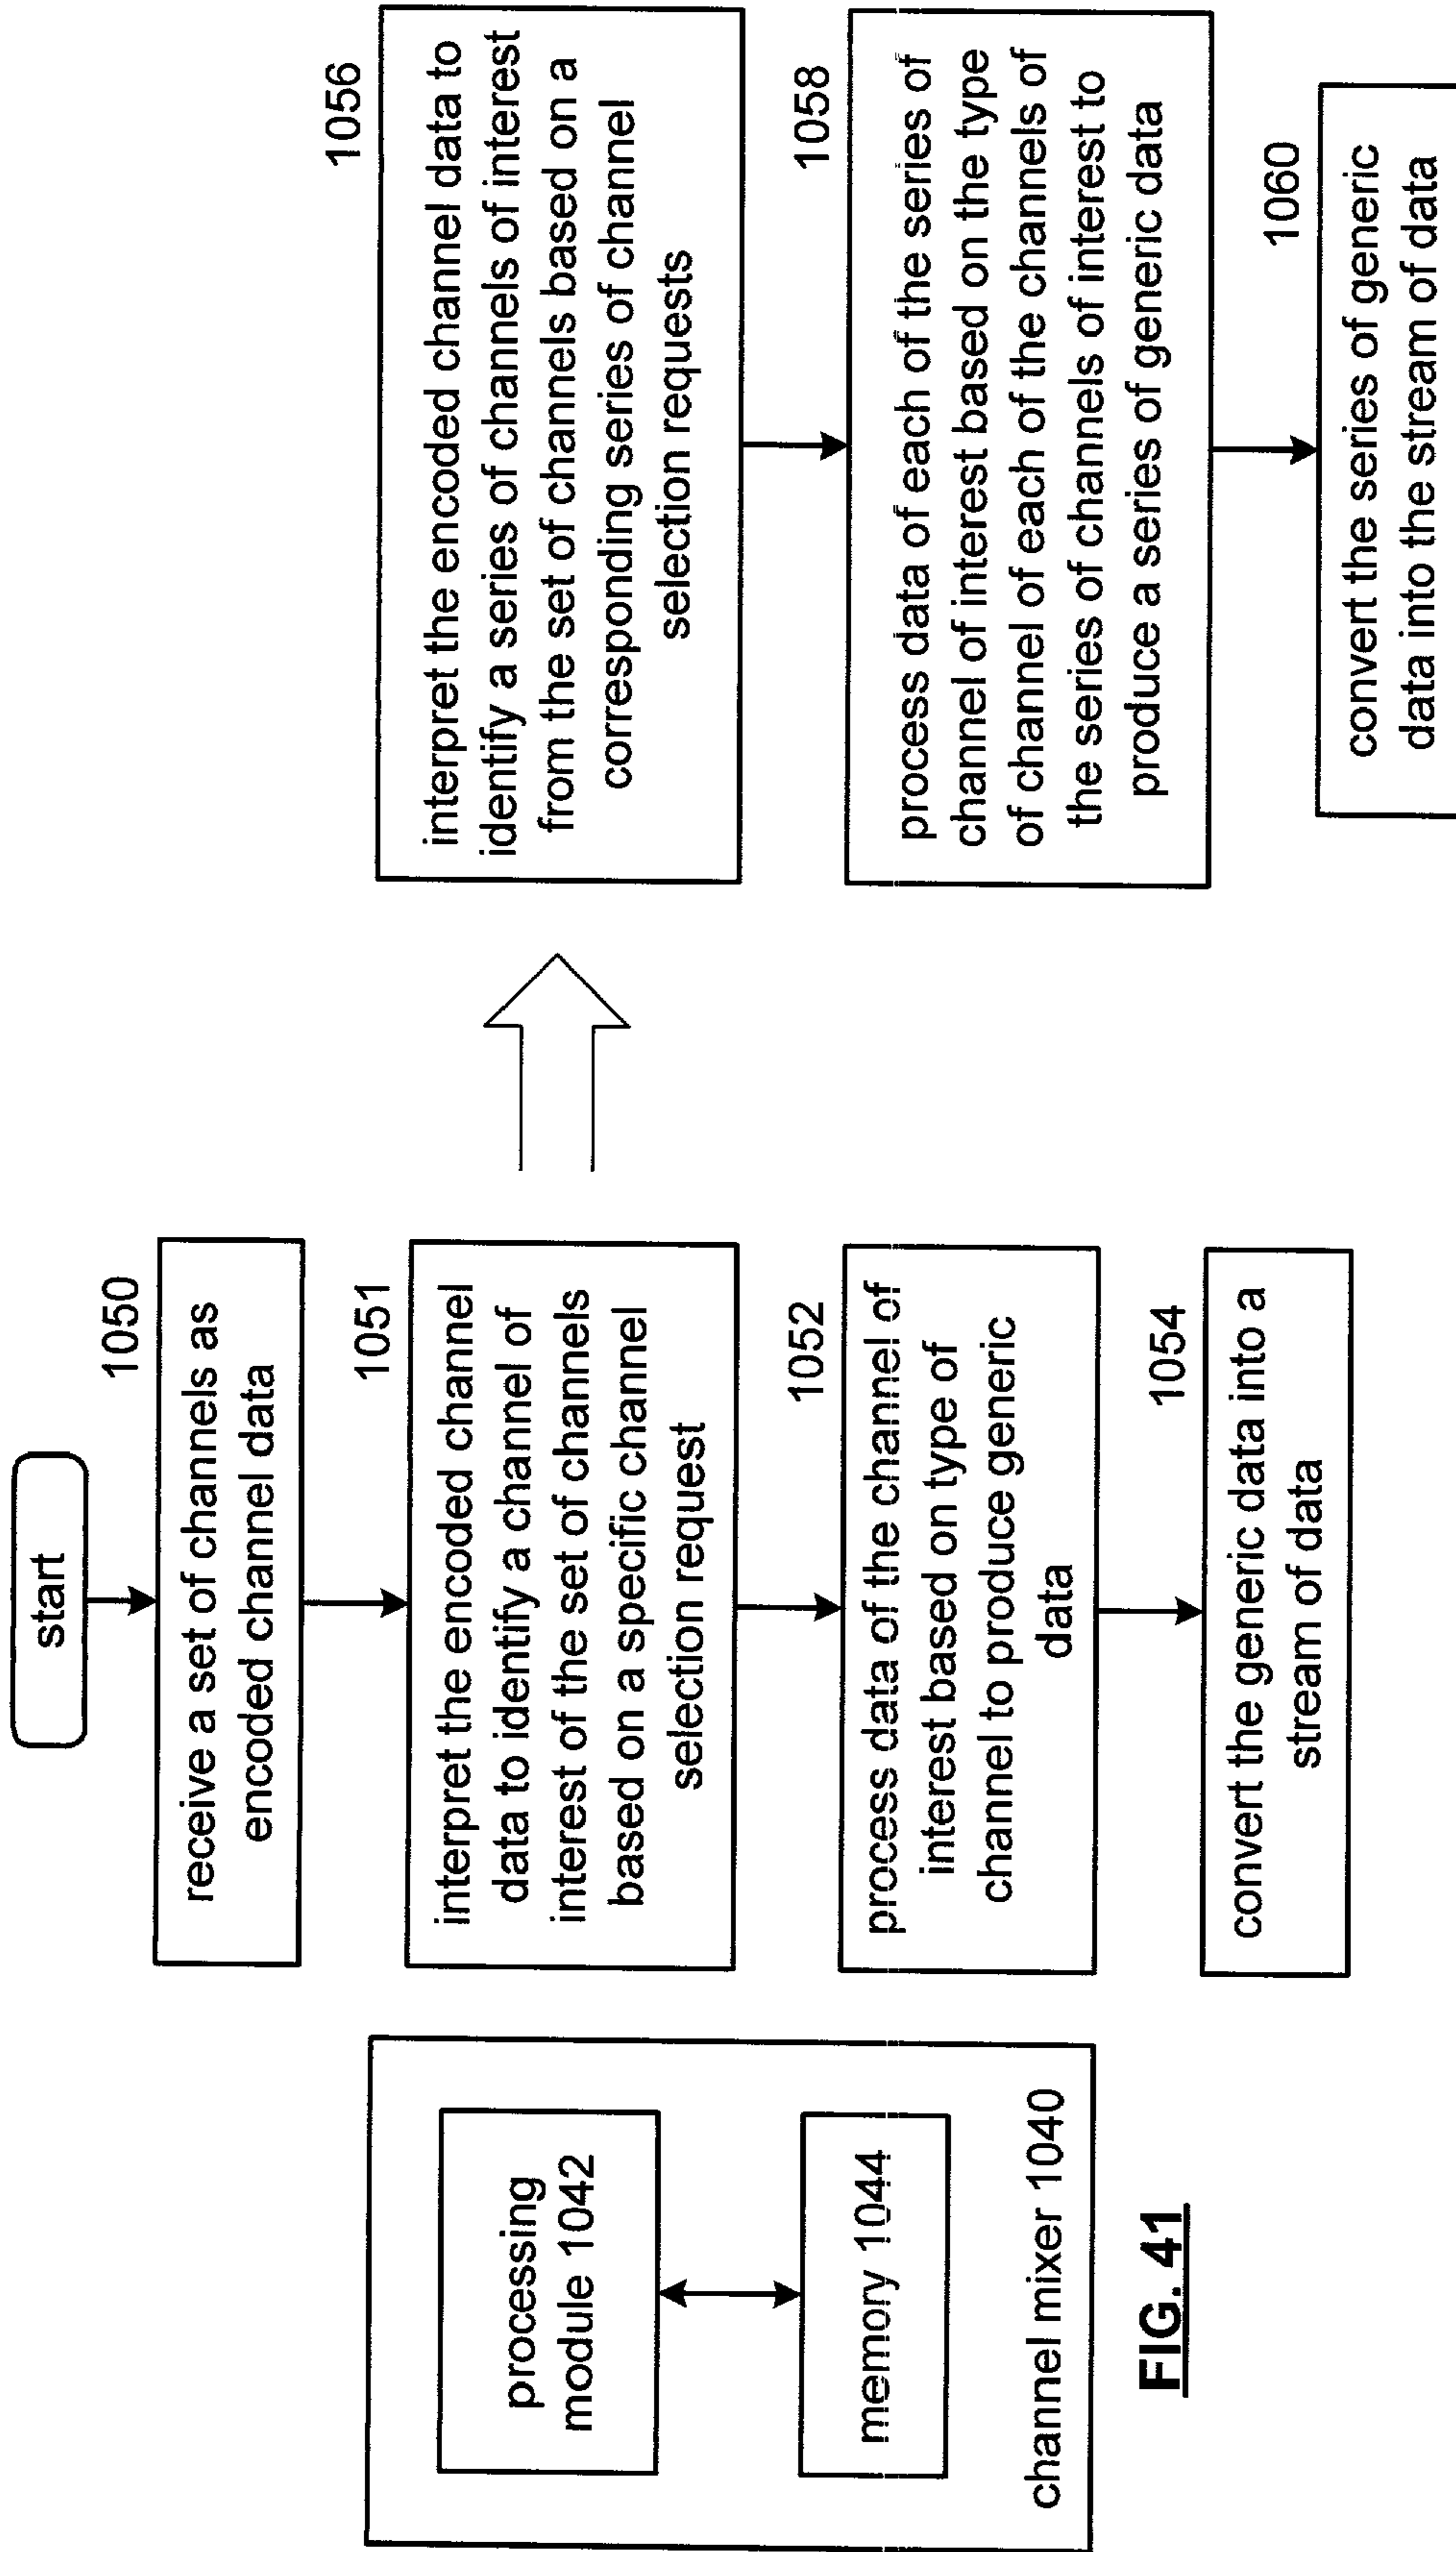 processing
module 1042
memory 1044
channel mixer 1040
FIG. 41
start
1050
receive a set of channels as
encoded channel data
1051
interpret the encoded channel
data to identify a channel of
interest of the set of channels
based on a specific channel
selection request
1052
process data of the channel of
interest based on type of
channel to produce generic
data
1054
convert the generic data into a
stream of data
1056
interpret the encoded channel data to
identify a series of channels of interest
from the set of channels based on a
corresponding series of channel
selection requests
1058
process data of each of the series of
channel of interest based on the type
of channel of each of the channels of
the series of channels of interest to
produce a series of generic data
1060
convert the series of generic
data into the stream of data